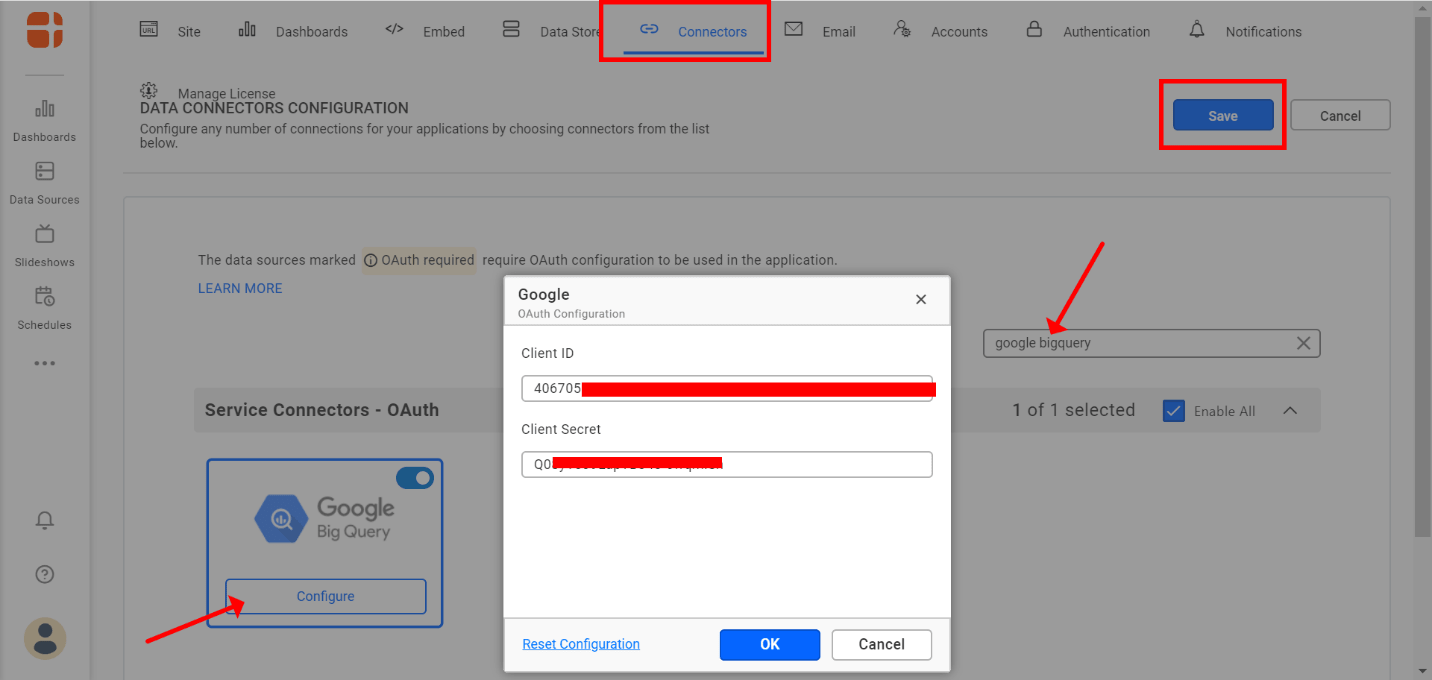 Site
Dashboards
Embed
Data Store
Connectors
Email
Accounts
Authentication
Notifications
Manage License
DATA CONNECTORS CONFIGURATION
Configure any number of connections for your applications by choosing connectors from the list
below.
Save
Cancel
Dashboards
Data Sources
Slideshows
Schedules
The data sources marked OAuth required require OAuth configuration to be used in the application.
LEARN MORE
google bigquery
Service Connectors - OAuth
1 of 1 selected
Enable All
Google
Big Query
Configure
Google
OAuth Configuration
Client ID
406705
Client Secret
Reset Configuration
OK
Cancel